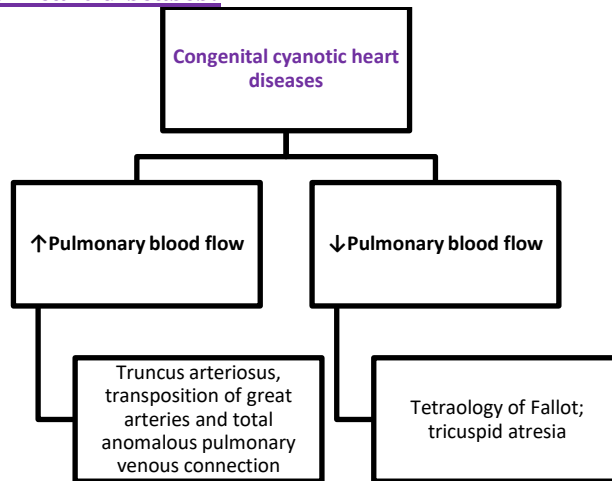 Congenital cyanotic heart
diseases
↑Pulmonary blood flow
↓Pulmonary blood flow
Truncus arteriosus,
transposition of great
arteries and total
anomalous pulmonary
venous connection
Tetraology of Fallot;
tricuspid atresia